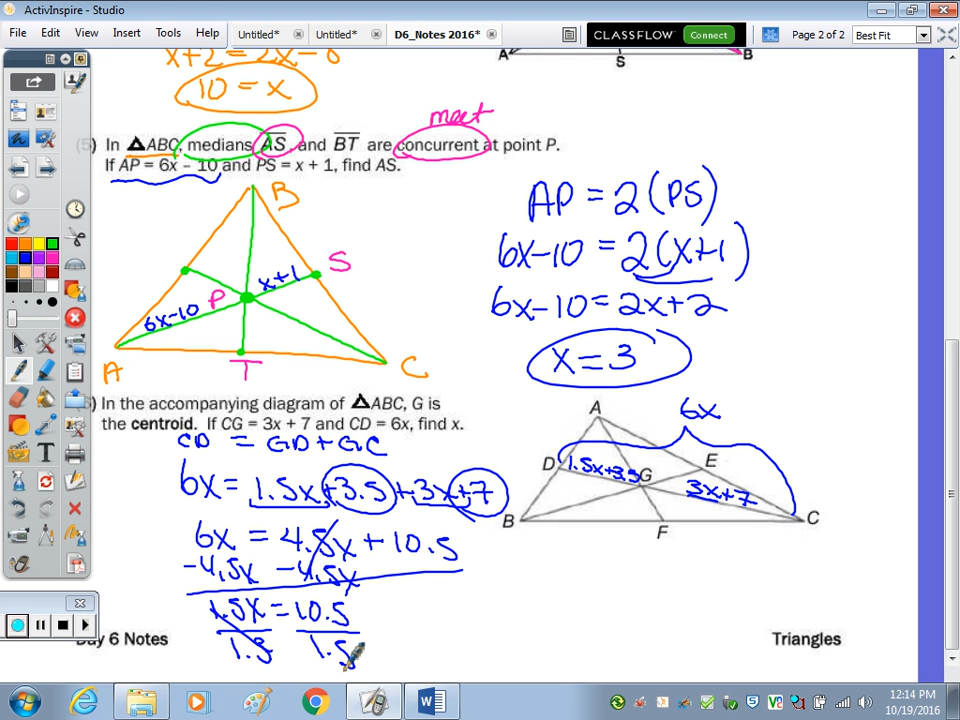 ActivInspire - Studio
File Edit View Insert Tools Help
Untitled* × Untitled* × D6_Notes 2016* × CLASSFLOW Connect Page 2 of 2 Best Fit
x+2 = 2x-8
10 = x
A S B
meet
(5) In △ABC, medians AS, and BT are concurrent at point P.
If AP = 6x – 10 and PS = x + 1, find AS.
B
S
x+1
P
6x-10
A T C
AP = 2(PS)
6x-10 = 2(x+1)
6x-10 = 2x+2
x=3
) In the accompanying diagram of △ABC, G is
the centroid. If CG = 3x + 7 and CD = 6x, find x.
CD = GD+GC
6x = 1.5x+3.5+3x+7
6x = 4.5x + 10.5
-4.5x -4.5x
1.5x = 10.5
1.5 1.5
A 6x
D 1.5x+3.5 G E
3x+7
B F C
Day 6 Notes Triangles
12:14 PM
10/19/2016